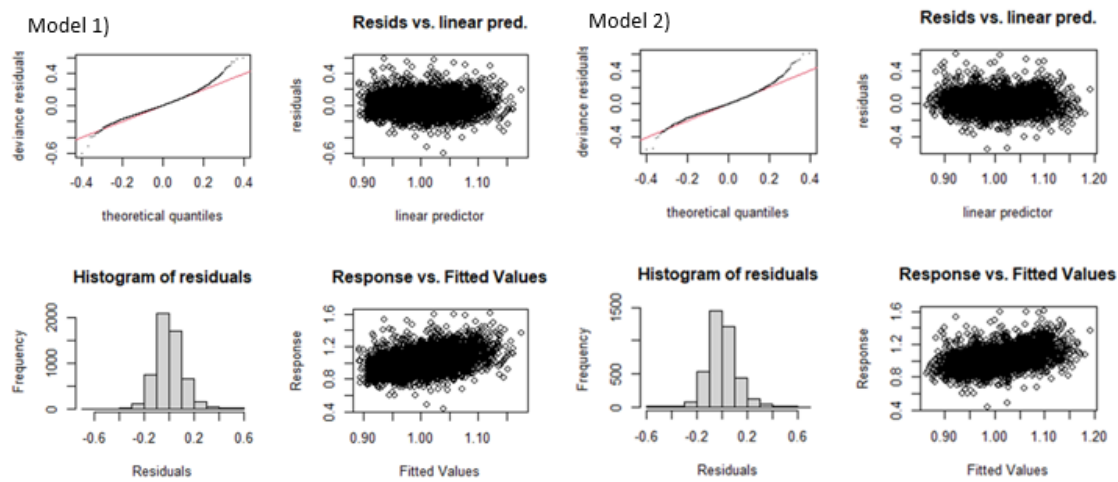 Model 1)
deviance residuals
0.4
0.0
-0.6
-0.4 -0.2 0.0 0.2 0.4
theoretical quantiles
Resids vs. linear pred.
residuals
0.4
0.0
-0.6
0.90 1.00 1.10
linear predictor
Model 2)
deviance residuals
0.4
0.0
-0.4
-0.4 -0.2 0.0 0.2 0.4
theoretical quantiles
Resids vs. linear pred.
residuals
0.4
0.0
-0.4
0.90 1.00 1.10 1.20
linear predictor
Histogram of residuals
Frequency
2000
1000
0
-0.6 -0.2 0.2 0.6
Residuals
Response vs. Fitted Values
Response
1.6
1.2
0.8
0.4
0.90 1.00 1.10
Fitted Values
Histogram of residuals
Frequency
1500
500
0
-0.6 -0.2 0.2 0.6
Residuals
Response vs. Fitted Values
Response
1.6
1.2
0.8
0.4
0.90 1.00 1.10 1.20
Fitted Values